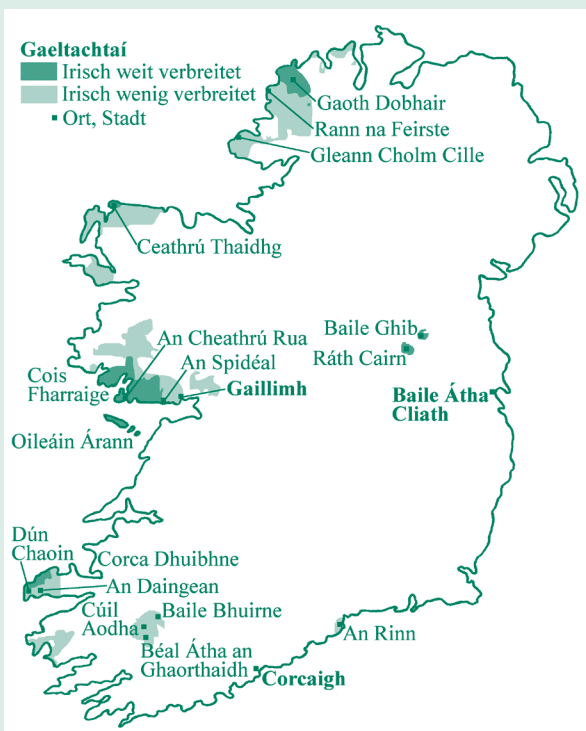 Gaeltachtaí
Irisch weit verbreitet
Irisch wenig verbreitet
Ort, Stadt
Gaoth Dobhair
Rann na Feirste
Gleann Cholm Cille
Ceathrú Thaidhg
Baile Ghib
Ráth Cairn
An Cheathrú Rua
An Spidéal
Cois
Fharraige
Gaillimh
Baile Átha
Cliath
Oileáin Árann
Dún
Chaoin
Corca Dhuibhne
An Daingean
Cúil
Aodha
Baile Bhuirne
Béal Átha an
Ghaorthaidh
An Rinn
Corcaigh